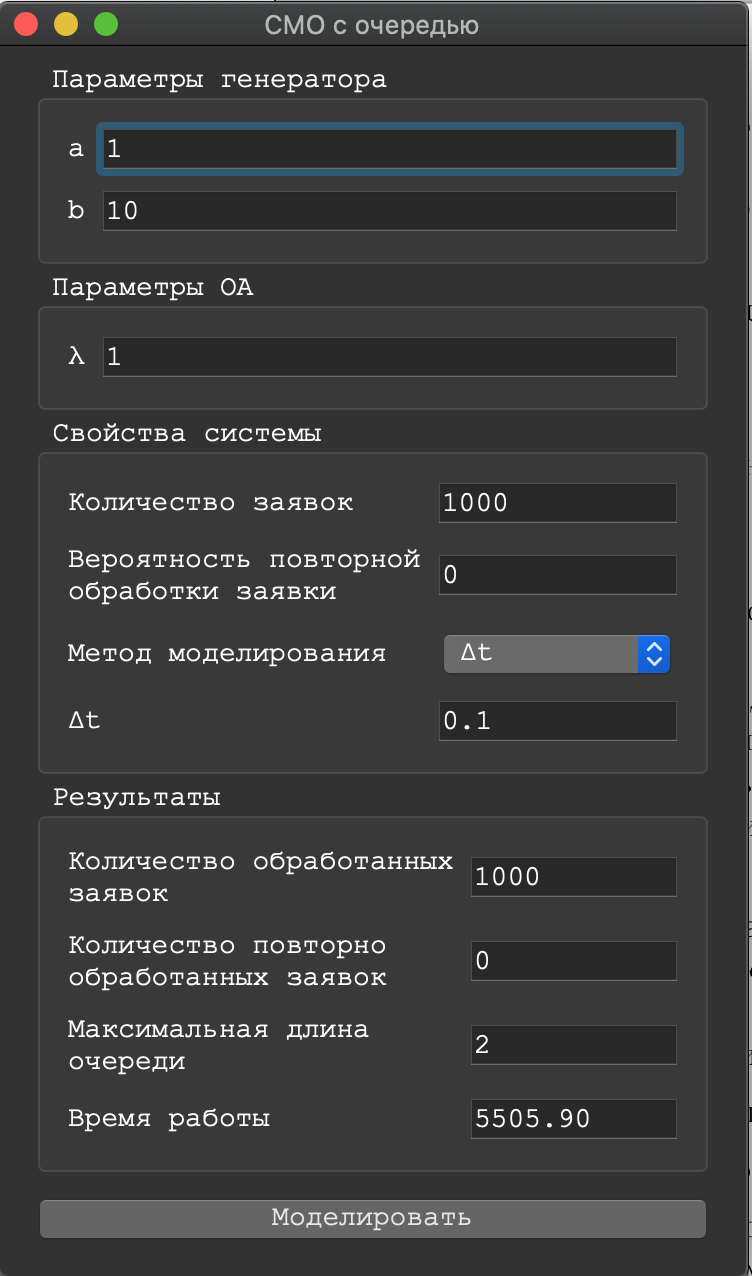 СМО с очередью
Параметры генератора
a 1
b 10
Параметры ОА
λ 1
Свойства системы
Количество заявок 1000
Вероятность повторной
обработки заявки 0
Метод моделирования Δt
Δt 0.1
Результаты
Количество обработанных
заявок 1000
Количество повторно
обработанных заявок 0
Максимальная длина
очереди 2
Время работы 5505.90
Моделировать